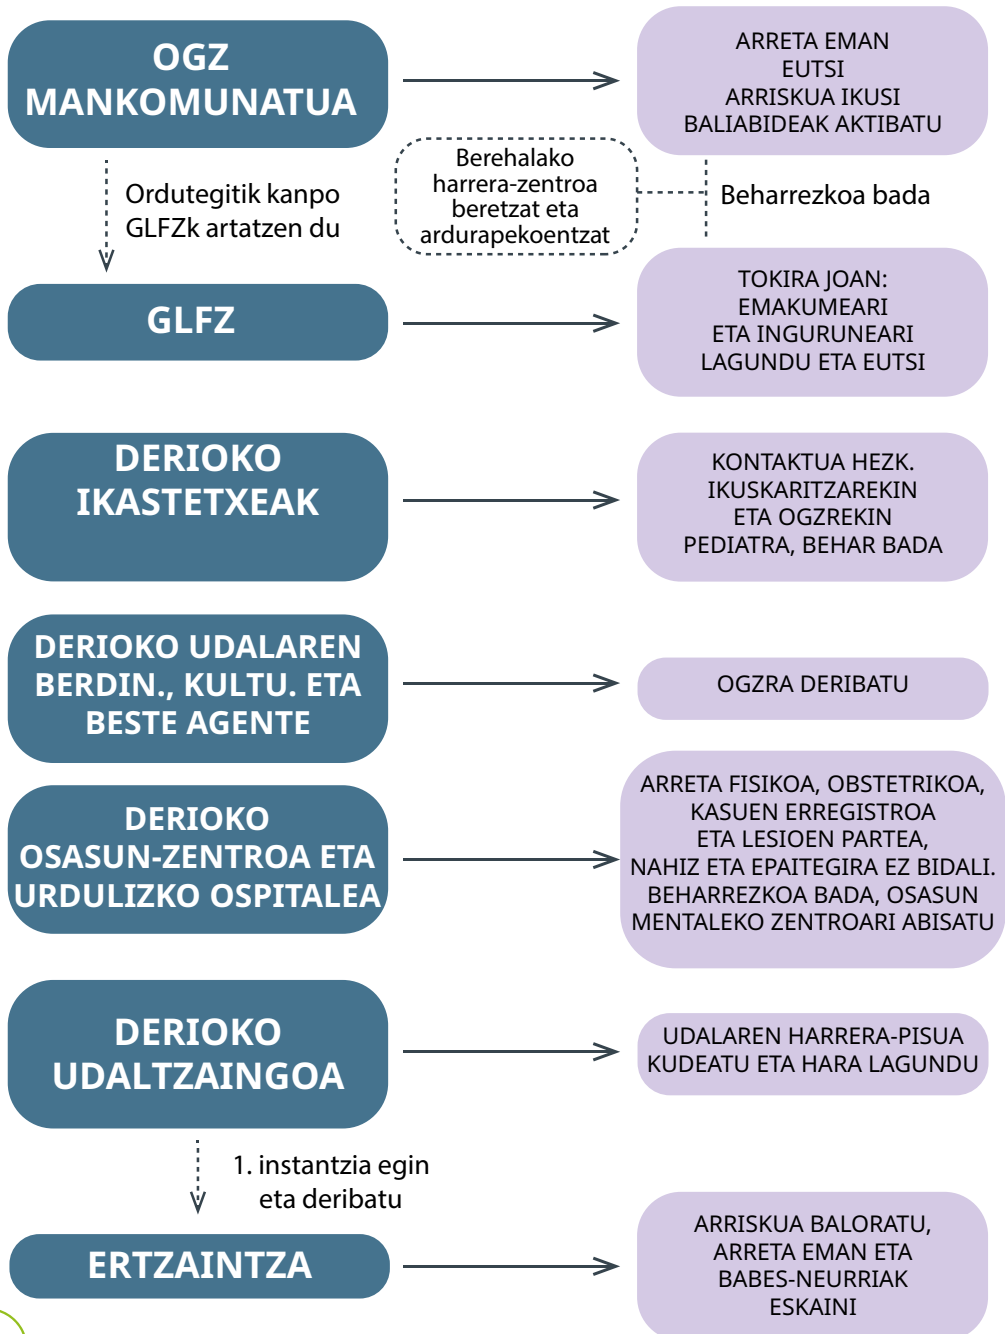 OGZ
MANKOMUNATUA
ARRETA EMAN
EUTSI
ARRISKUA IKUSI
BALIABIDEAK AKTIBATU
Ordutegitik kanpo
GLFZk artatzen du
Berehalako
harrera-zentroa
beretzat eta
ardurapekoentzat
Beharrezkoa bada
GLFZ
TOKIRA JOAN:
EMAKUMEARI
ETA INGURUNEARI
LAGUNDU ETA EUTSI
DERIOKO
IKASTETXEAK
KONTAKTUA HEZK.
IKUSKARITZAREKIN
ETA OGZREKIN
PEDIATRA, BEHAR BADA
DERIOKO UDALAREN
BERDIN., KULTU. ETA
BESTE AGENTE
OGZRA DERIBATU
DERIOKO
OSASUN-ZENTROA ETA
URDULIZKO OSPITALEA
ARRETA FISIKOA, OBSTETRIKOA,
KASUEN ERREGISTROA
ETA LESIOEN PARTEA,
NAHIZ ETA EPAITEGIRA EZ BIDALI.
BEHARREZKOA BADA, OSASUN
MENTALEKO ZENTROARI ABISATU
DERIOKO
UDALTZAINGOA
UDALAREN HARRERA-PISUA
KUDEATU ETA HARA LAGUNDU
1. instantzia egin
eta deribatu
ERTZAINTZA
ARRISKUA BALORATU,
ARRETA EMAN ETA
BABES-NEURRIAK
ESKAINI